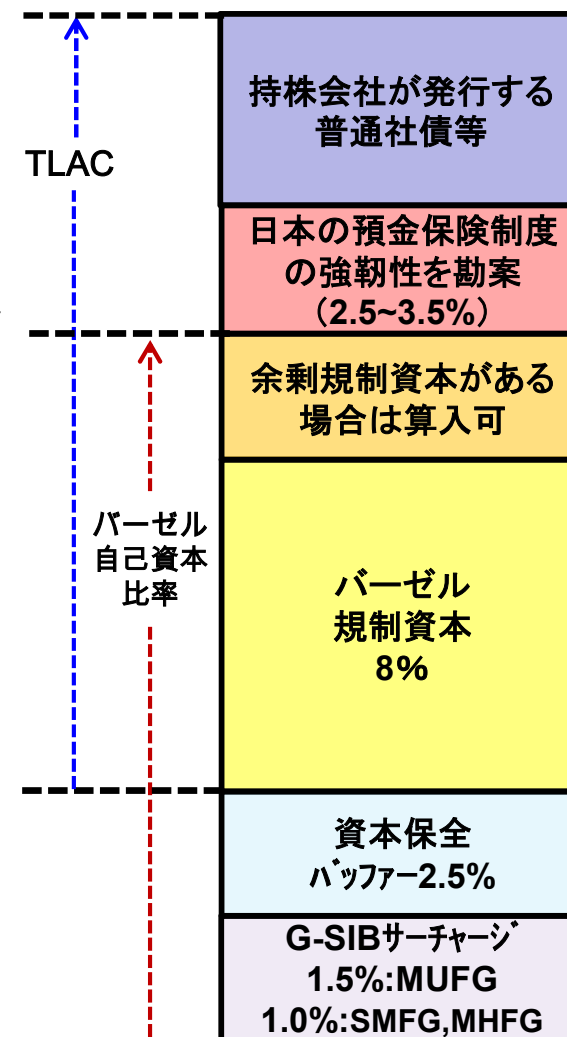 持株会社が発行する
普通社債等
TLAC
日本の預金保険制度
の強靭性を勘案
（2.5~3.5%）
余剰規制資本がある
場合は算入可
バーゼル
自己資本
比率
バーゼル
規制資本
8%
資本保全
ﾊﾞｯﾌｧｰ2.5%
G-SIBｻｰﾁｬｰｼﾞ
1.5%:MUFG
1.0%:SMFG,MHFG